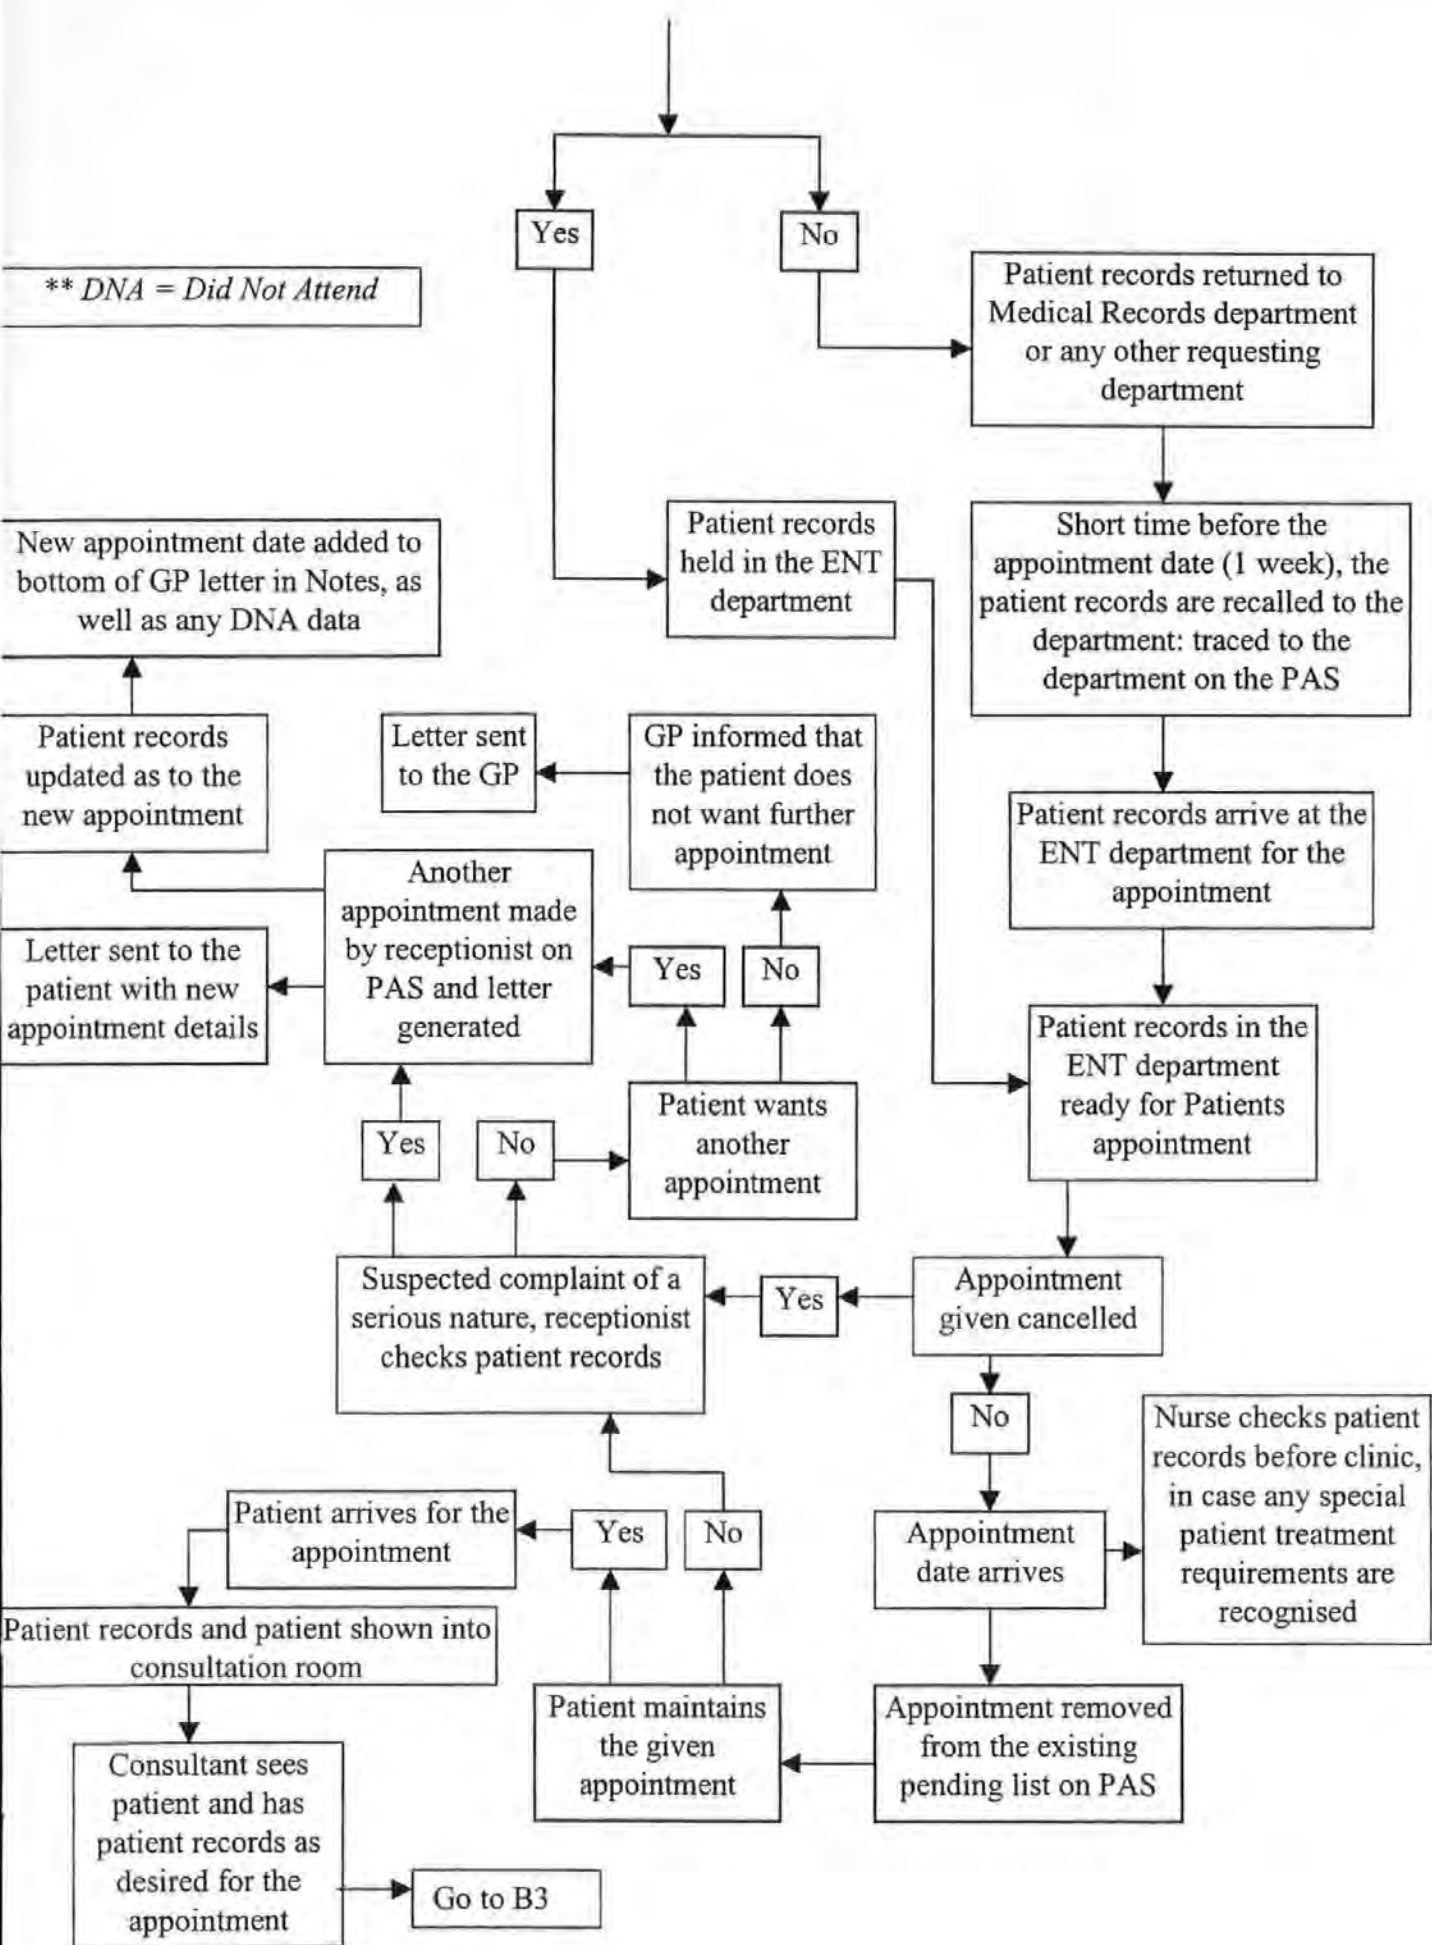 Yes
No
** DNA = Did Not Attend
Patient records returned to
Medical Records department
or any other requesting
department
New appointment date added to
bottom of GP letter in Notes, as
well as any DNA data
Patient records
held in the ENT
department
Short time before the
appointment date (1 week), the
patient records are recalled to the
department: traced to the
department on the PAS
Patient records
updated as to the
new appointment
Letter sent
to the GP
GP informed that
the patient does
not want further
appointment
Patient records arrive at the
ENT department for the
appointment
Another
appointment made
by receptionist on
PAS and letter
generated
Letter sent to the
patient with new
appointment details
Yes
No
Patient records in the
ENT department
ready for Patients
appointment
Yes
No
Patient wants
another
appointment
Suspected complaint of a
serious nature, receptionist
checks patient records
Yes
Appointment
given cancelled
No
Nurse checks patient
records before clinic,
in case any special
patient treatment
requirements are
recognised
Patient arrives for the
appointment
Yes
No
Appointment
date arrives
Patient records and patient shown into
consultation room
Patient maintains
the given
appointment
Appointment removed
from the existing
pending list on PAS
Consultant sees
patient and has
patient records as
desired for the
appointment
Go to B3